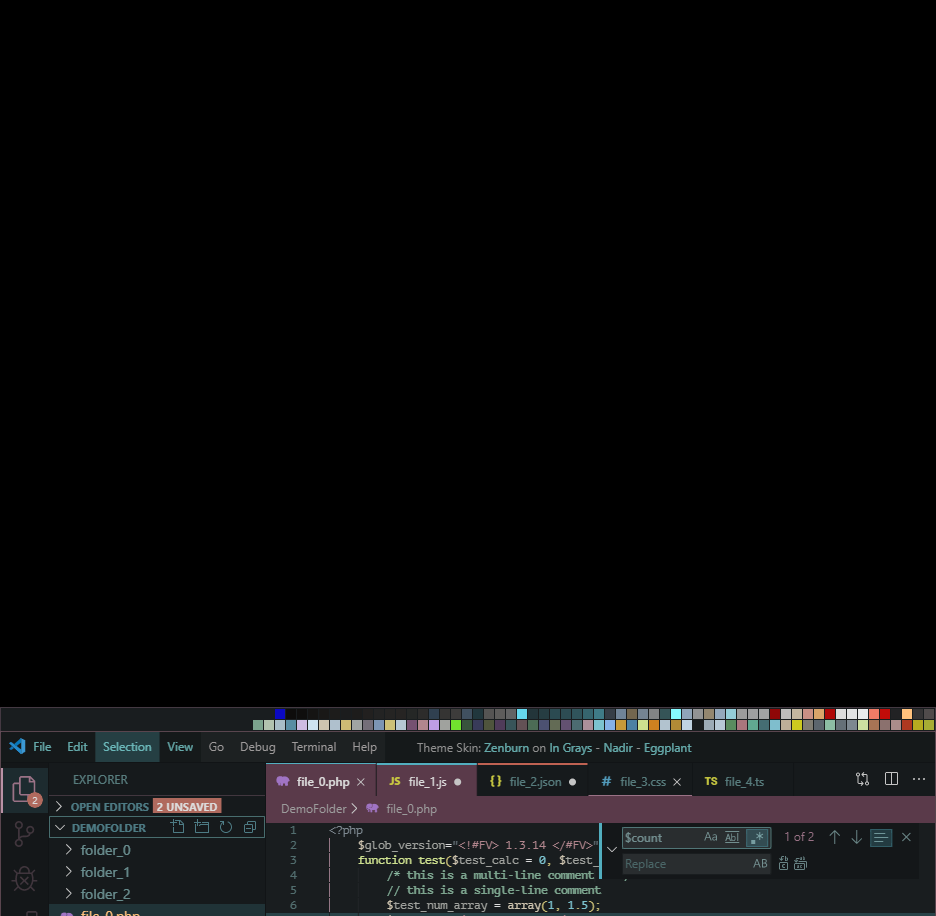 File Edit Selection View Go Debug Terminal Help Theme Skin: Zenburn on In Grays - Nadir - Eggplant
EXPLORER
2
OPEN EDITORS 2 UNSAVED
DEMOFOLDER
folder_0
folder_1
folder_2
file_0.php
file_0.php JS file_1.js {} file_2.json # file_3.css TS file_4.ts
DemoFolder > file_0.php
1 <?php
2 $glob_version="<!#FV> 1.3.14 </#FV>"
3 function test($test_calc = 0, $test_
4 /* this is a multi-line comment
5 // this is a single-line comment
6 $test_num_array = array(1, 1.5);
$count Aa Abl .* 1 of 2
Replace AB